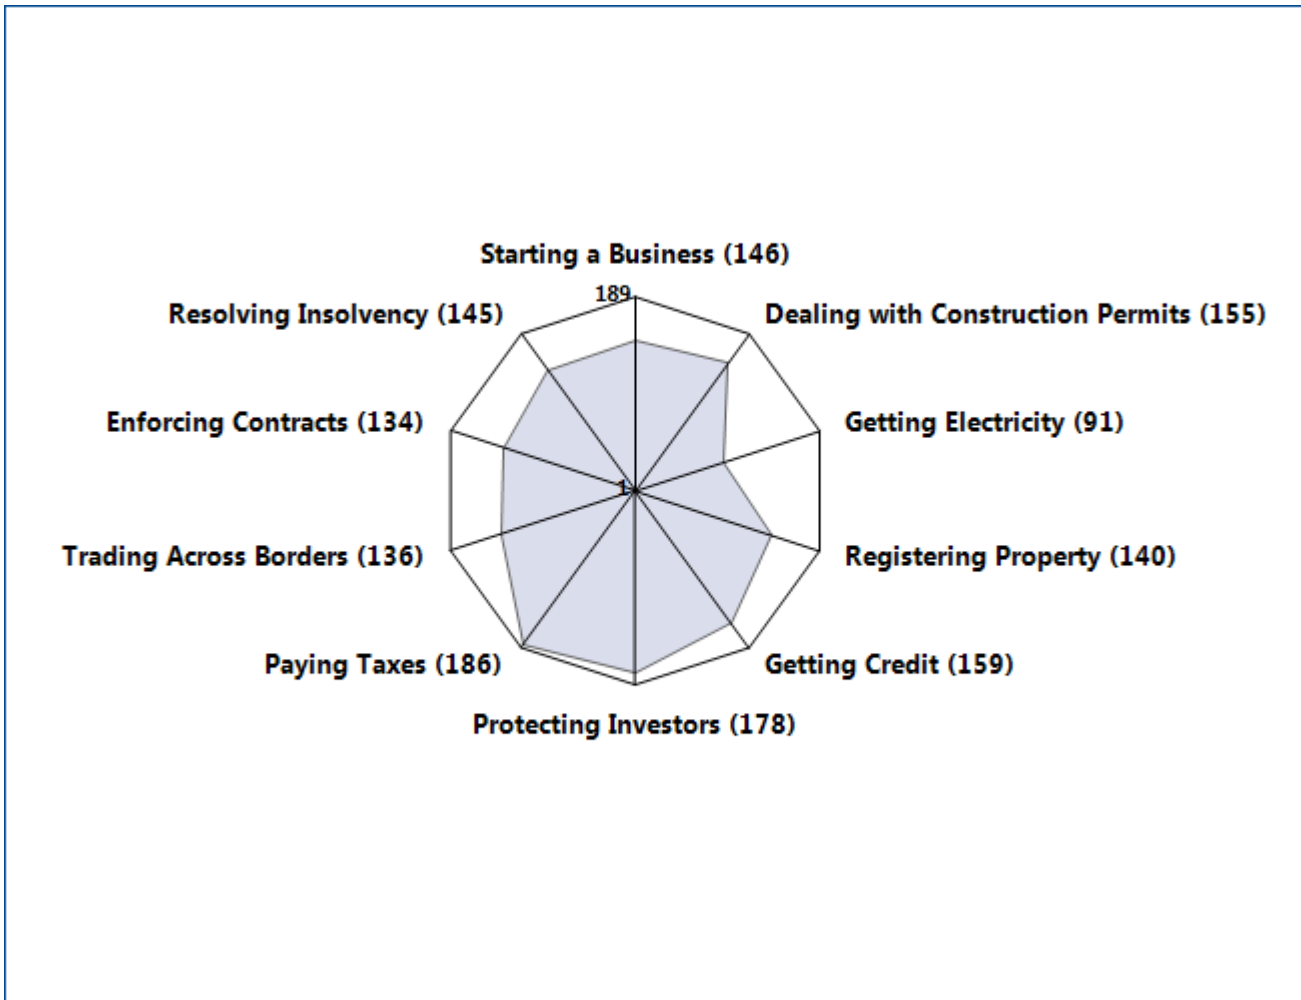 Starting a Business (146)
189
Resolving Insolvency (145)
Dealing with Construction Permits (155)
Enforcing Contracts (134)
Getting Electricity (91)
1
Trading Across Borders (136)
Registering Property (140)
Paying Taxes (186)
Getting Credit (159)
Protecting Investors (178)